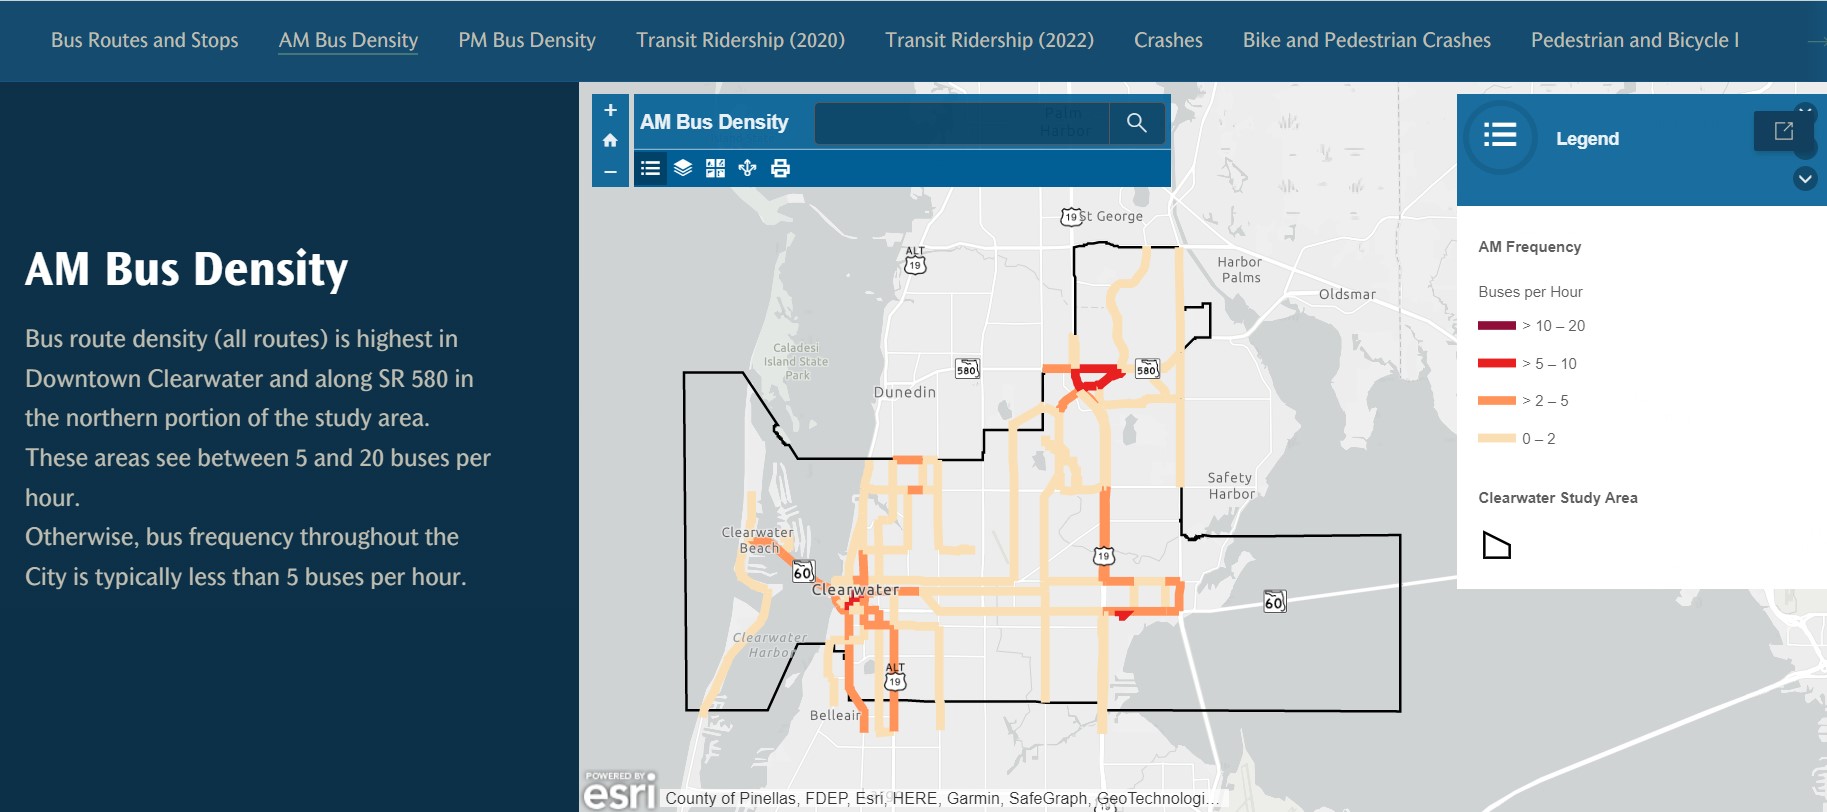 Bus Routes and Stops AM Bus Density PM Bus Density Transit Ridership (2020) Transit Ridership (2022) Crashes Bike and Pedestrian Crashes Pedestrian and Bicycle I
AM Bus Density
Bus route density (all routes) is highest in
Downtown Clearwater and along SR 580 in
the northern portion of the study area.
These areas see between 5 and 20 buses per
hour.
Otherwise, bus frequency throughout the
City is typically less than 5 buses per hour.
AM Bus Density
Palm
Harbor
19 St George
ALT
19
Harbor
Palms
Oldsmar
Caladesi
Island State
Park
580
580
Dunedin
Safety
Harbor
Clearwater
Beach
19
60
Clearwater
60
Clearwater
Harbor
ALT
19
Belleair
19
POWERED BY
esri
County of Pinellas, FDEP, Esri, HERE, Garmin, SafeGraph, GeoTechnologi...
Legend
AM Frequency
Buses per Hour
> 10 – 20
> 5 – 10
> 2 – 5
0 – 2
Clearwater Study Area